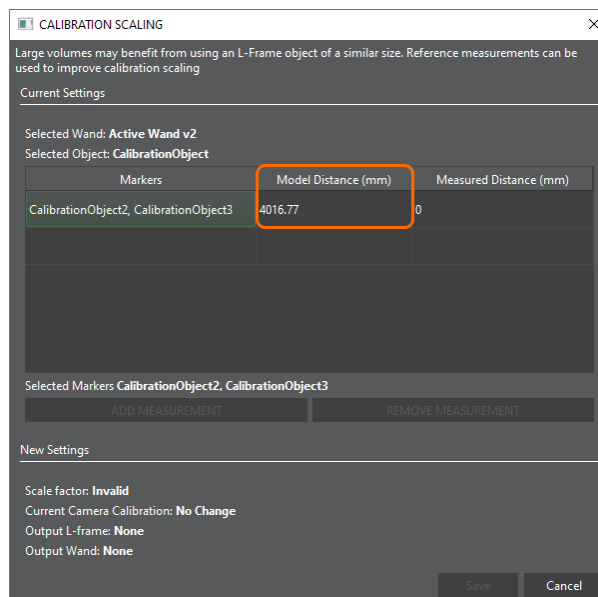 CALIBRATION SCALING
Large volumes may benefit from using an L-Frame object of a similar size. Reference measurements can be
used to improve calibration scaling
Current Settings
Selected Wand: Active Wand v2
Selected Object: CalibrationObject
Markers Model Distance (mm) Measured Distance (mm)
CalibrationObject2, CalibrationObject3 4016.77 0
Selected Markers CalibrationObject2, CalibrationObject3
ADD MEASUREMENT REMOVE MEASUREMENT
New Settings
Scale factor: Invalid
Current Camera Calibration: No Change
Output L-frame: None
Output Wand: None
Save Cancel